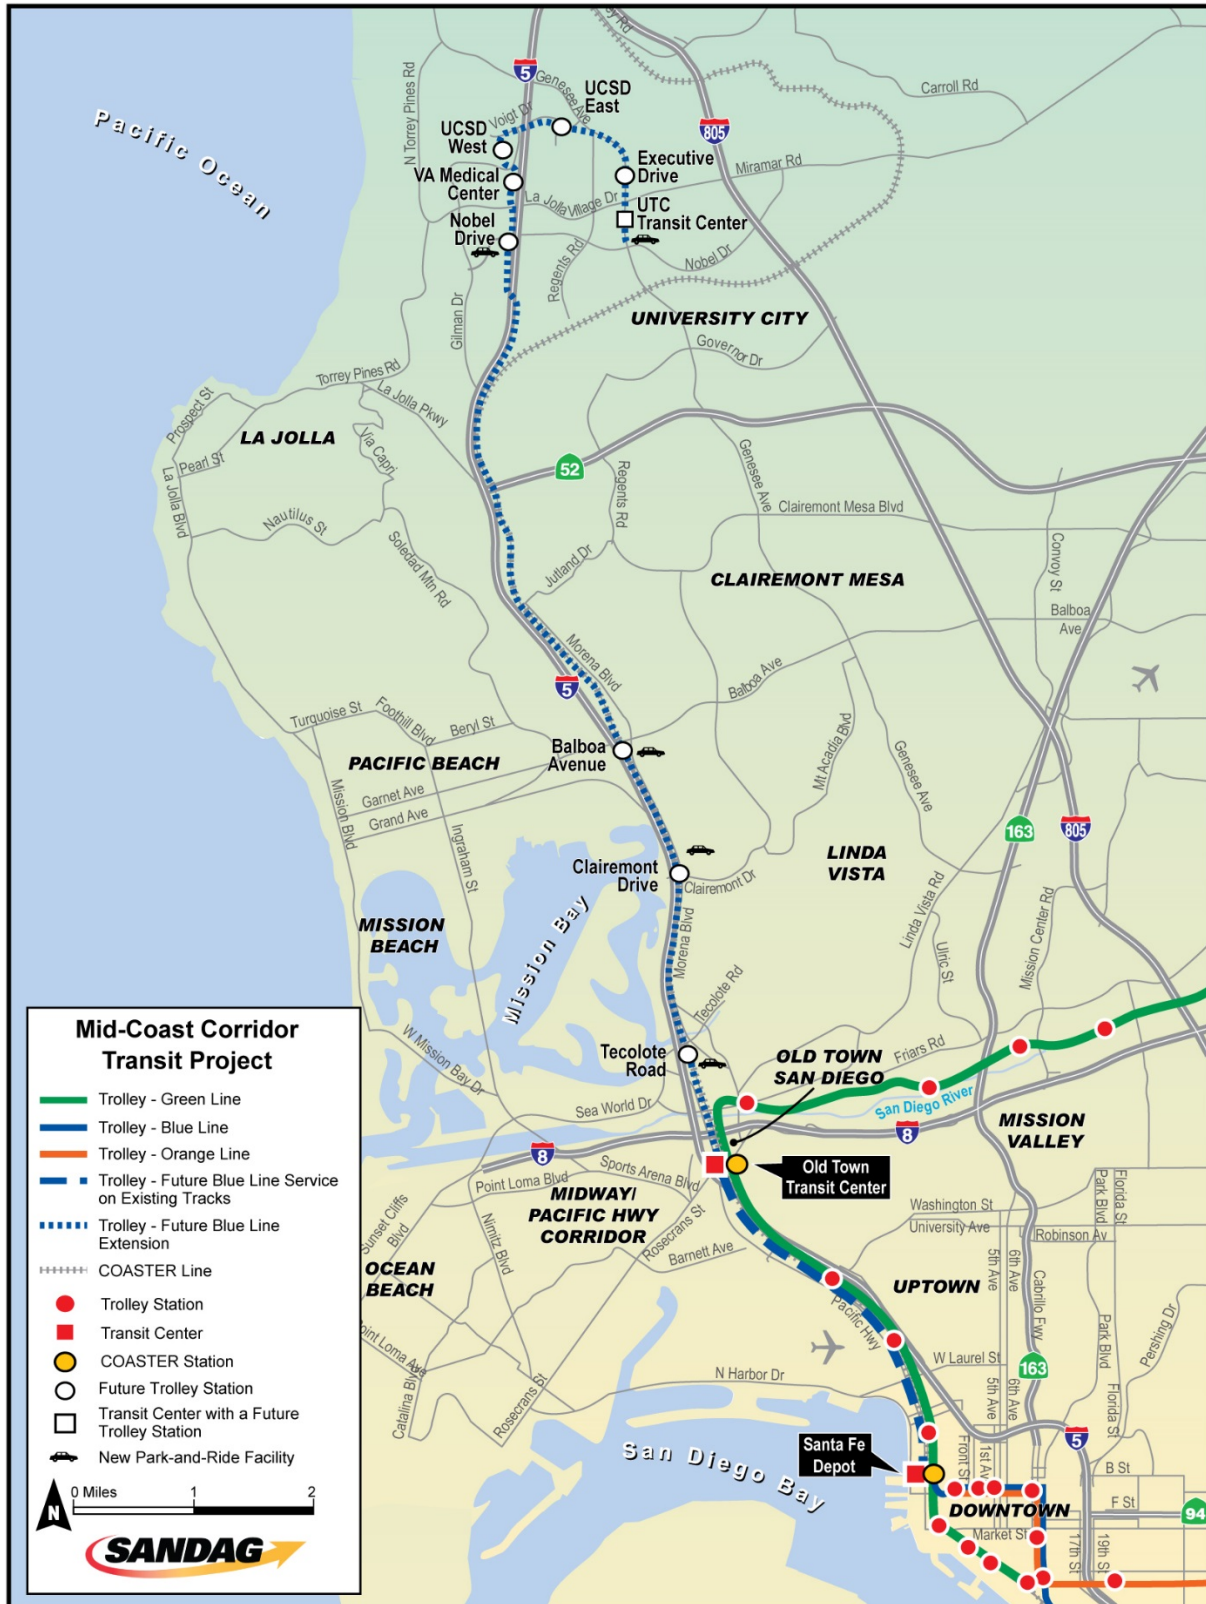 Pacific Ocean
N Torrey Pines Rd
5
Genesee Ave
Voigt Dr
UCSD
East
UCSD
West
805
Carroll Rd
VA Medical
Center
Executive
Drive
Miramar Rd
La Jolla Village Dr
UTC
Transit Center
Nobel
Drive
Regents Rd
Nobel Dr
Gilman Dr
UNIVERSITY CITY
Governor Dr
Torrey Pines Rd
La Jolla Pkwy
Prospect St
LA JOLLA
Via Capri
Pearl St
La Jolla Blvd
Nautilus St
52
Regents Rd
Genesee Ave
Clairemont Mesa Blvd
Soledad Mtn Rd
Jutland Dr
CLAIREMONT MESA
Convoy St
Balboa
Ave
Morena Blvd
5
Balboa Ave
Turquoise St
Foothill Blvd
Beryl St
Mt Acadia Blvd
Genesee Ave
Balboa
Avenue
PACIFIC BEACH
Mission Blvd
Garnet Ave
Grand Ave
Ingraham St
163
805
Clairemont
Drive
Clairemont Dr
LINDA
VISTA
Linda Vista Rd
Ulric St
Mission Center Rd
MISSION
BEACH
Mission Bay
Morena Blvd
Tecolote Rd
W Mission Bay Dr
Tecolote
Road
OLD TOWN
SAN DIEGO
Friars Rd
San Diego River
Sea World Dr
8
MISSION
VALLEY
8
Sports Arena Blvd
Point Loma Blvd
Old Town
Transit Center
MIDWAY/
PACIFIC HWY
CORRIDOR
Rosecrans St
Barnett Ave
Sunset Cliffs
Blvd
Nimitz Blvd
Washington St
University Ave
Robinson Av
Park Blvd
Florida St
5th Ave
6th Ave
Cabrillo Fwy
OCEAN
BEACH
UPTOWN
Pacific Hwy
Point Loma Ave
Catalina Blvd
Rosecrans St
N Harbor Dr
W Laurel St
163
5th Ave
6th Ave
Park Blvd
Florida St
Pershing Dr
San Diego Bay
Santa Fe
Depot
Front St
1st Av
5
B St
DOWNTOWN
F St
94
Market St
17th St
19th St
Mid-Coast Corridor
Transit Project
Trolley - Green Line
Trolley - Blue Line
Trolley - Orange Line
Trolley - Future Blue Line Service
on Existing Tracks
Trolley - Future Blue Line
Extension
COASTER Line
Trolley Station
Transit Center
COASTER Station
Future Trolley Station
Transit Center with a Future
Trolley Station
New Park-and-Ride Facility
N
0 Miles 1 2
SANDAG